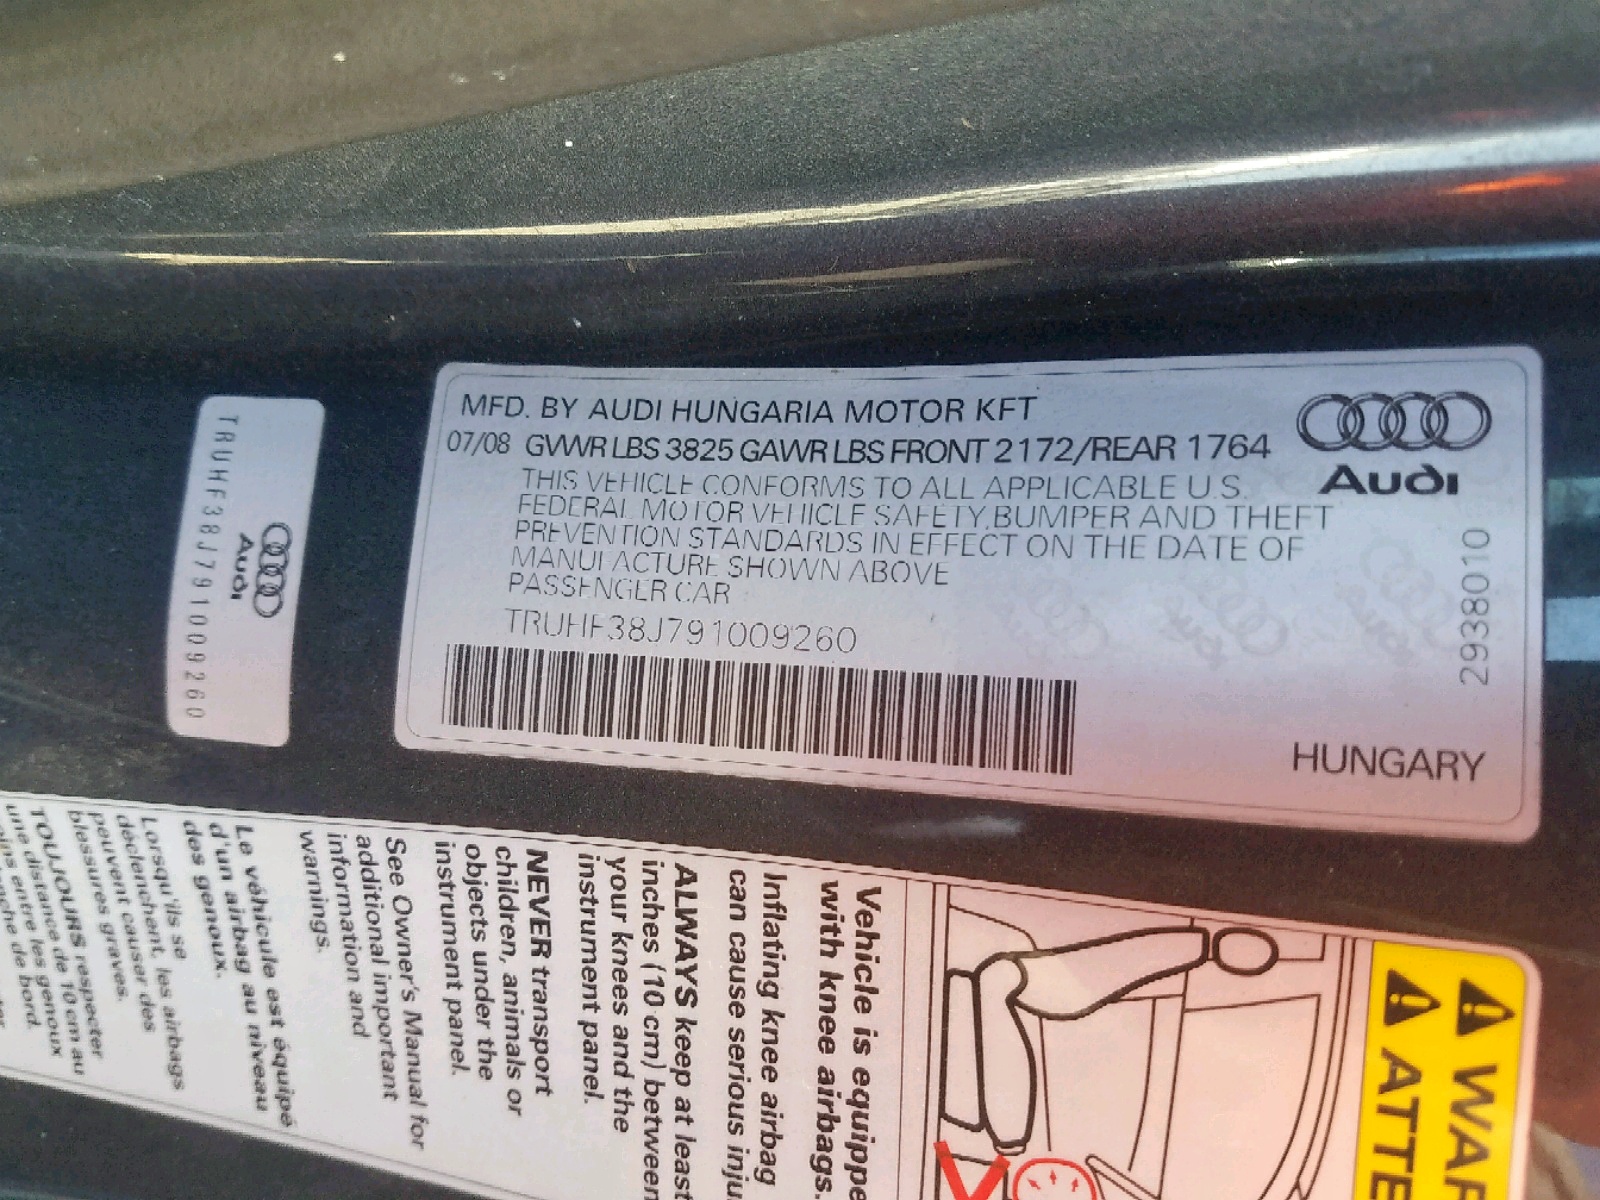 MFD. BY AUDI HUNGARIA MOTOR KFT
07/08 GVWR LBS 3825 GAWR LBS FRONT 2172/REAR 1764
THIS VEHICLE CONFORMS TO ALL APPLICABLE U.S.
FEDERAL MOTOR VEHICLE SAFETY, BUMPER AND THEFT
PREVENTION STANDARDS IN EFFECT ON THE DATE OF
MANUFACTURE SHOWN ABOVE
PASSENGER CAR
TRUHF38J791009260
Audi
2938010
HUNGARY
TRUHF38J791009260
Audi
WAR
ATTE
Vehicle is equippe
with knee airbags.
Inflating knee airbag
can cause serious inju
ALWAYS keep at least
inches (10 cm) between
your knees and the
instrument panel.
NEVER transport
children, animals or
objects under the
instrument panel.
See Owner's Manual for
additional important
information and
warnings.
Le véhicule est équipé
d'un airbag au niveau
des genoux.
Lorsqu'ils se
déclenchent, les airbags
peuvent causer des
blessures graves.
TOUJOURS respecter
une distance de 10 cm au
moins entre les genoux
planche de bord.